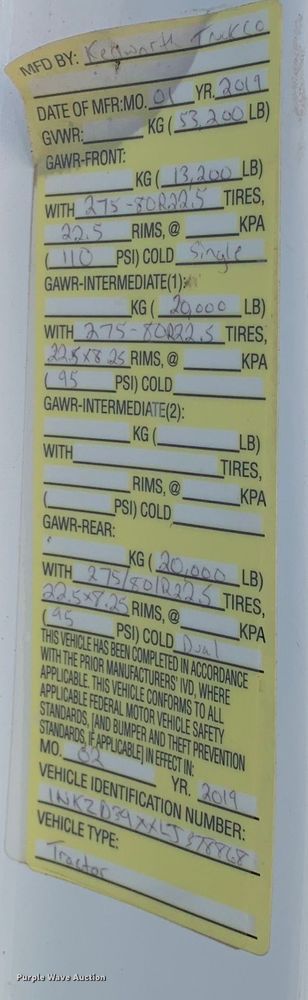 MFD BY: Kenworth Truck Co
DATE OF MFR:MO. 01 YR. 2019
GVWR: KG ( 53,200 LB)
GAWR-FRONT:
KG ( 13,200 LB)
WITH 275-80R22.5 TIRES,
22.5 RIMS, @ KPA
( 110 PSI) COLD Single
GAWR-INTERMEDIATE(1):
KG ( 20,000 LB)
WITH 275-80R22.5 TIRES,
22.5x8.25 RIMS, @ KPA
( 95 PSI) COLD
GAWR-INTERMEDIATE(2):
KG ( LB)
WITH TIRES,
RIMS, @ KPA
( PSI) COLD
GAWR-REAR:
KG ( 20,000 LB)
WITH 275/80R22.5 TIRES,
22.5x8.25 RIMS, @ KPA
( 95 PSI) COLD Dual
THIS VEHICLE HAS BEEN COMPLETED IN ACCORDANCE
WITH THE PRIOR MANUFACTURERS' IVD, WHERE
APPLICABLE. THIS VEHICLE CONFORMS TO ALL
APPLICABLE FEDERAL MOTOR VEHICLE SAFETY
STANDARDS, [AND BUMPER AND THEFT PREVENTION
STANDARDS, IF APPLICABLE] IN EFFECT IN:
MO. 02 YR. 2019
VEHICLE IDENTIFICATION NUMBER:
1NKZD39XXLJ378868
VEHICLE TYPE:
Tractor
Purple Wave Auction